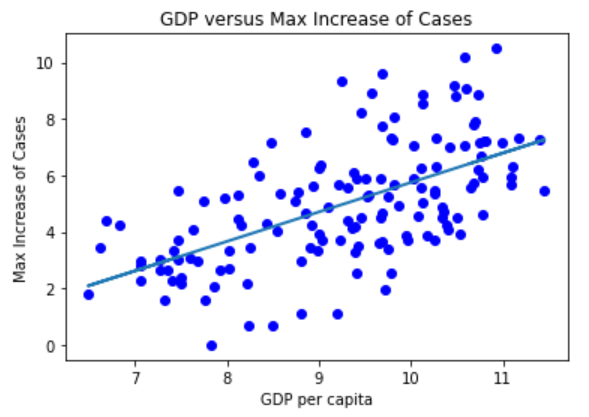 GDP versus Max Increase of Cases
Max Increase of Cases
10
8
6
4
2
0
7 8 9 10 11
GDP per capita